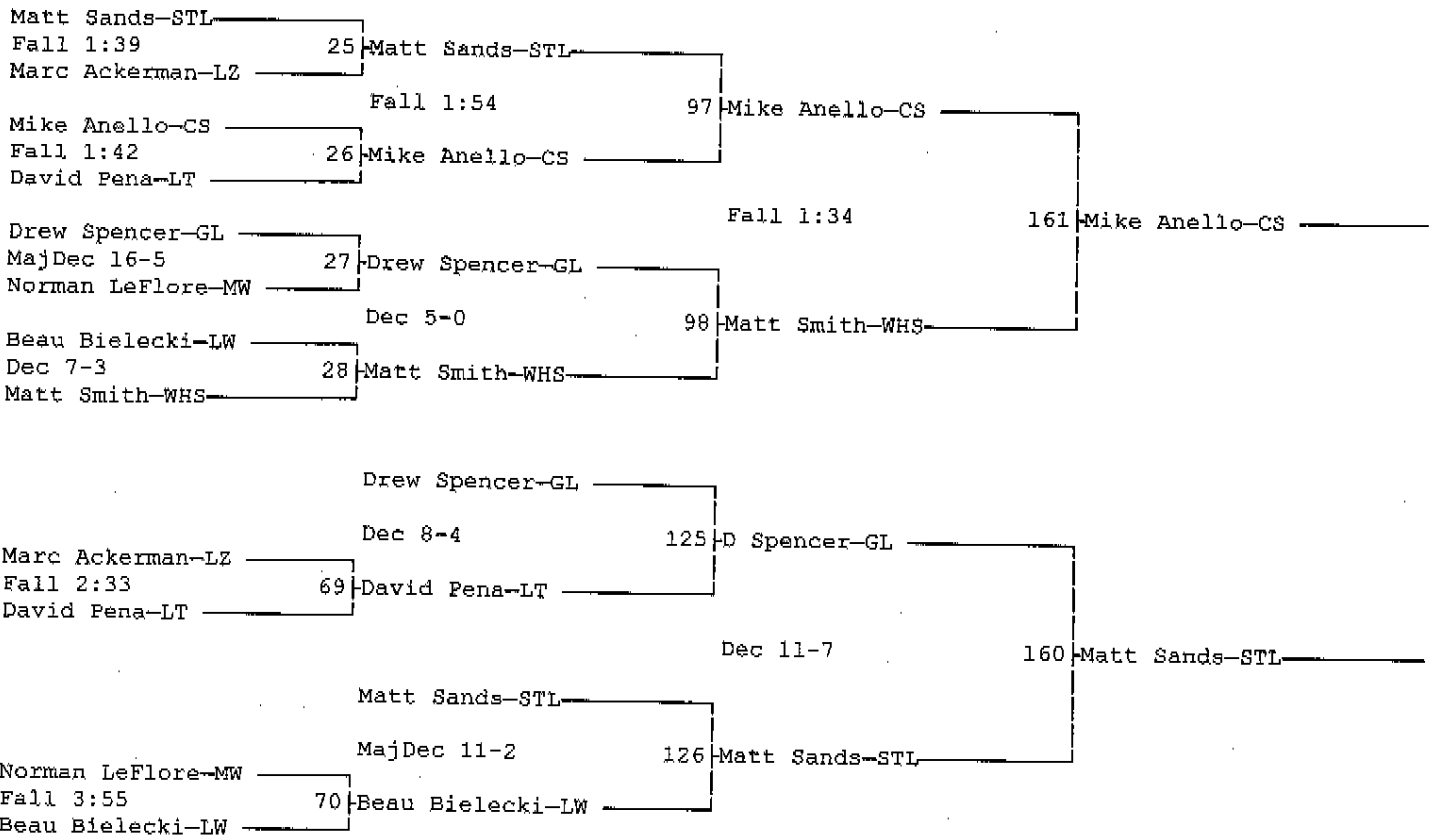 Matt Sands—STL
Fall 1:39
25 Matt Sands—STL
Marc Ackerman—LZ
Fall 1:54
97 Mike Anello—CS
Mike Anello—CS
Fall 1:42
26 Mike Anello—CS
David Pena—LT
Fall 1:34
161 Mike Anello—CS
Drew Spencer—GL
MajDec 16-5
27 Drew Spencer—GL
Norman LeFlore—MW
Dec 5-0
98 Matt Smith—WHS
Beau Bielecki—LW
Dec 7-3
28 Matt Smith—WHS
Matt Smith—WHS
Drew Spencer—GL
Dec 8-4
125 D Spencer—GL
Marc Ackerman—LZ
Fall 2:33
69 David Pena—LT
David Pena—LT
Dec 11-7
160 Matt Sands—STL
Matt Sands—STL
MajDec 11-2
126 Matt Sands—STL
Norman LeFlore—MW
Fall 3:55
70 Beau Bielecki—LW
Beau Bielecki—LW